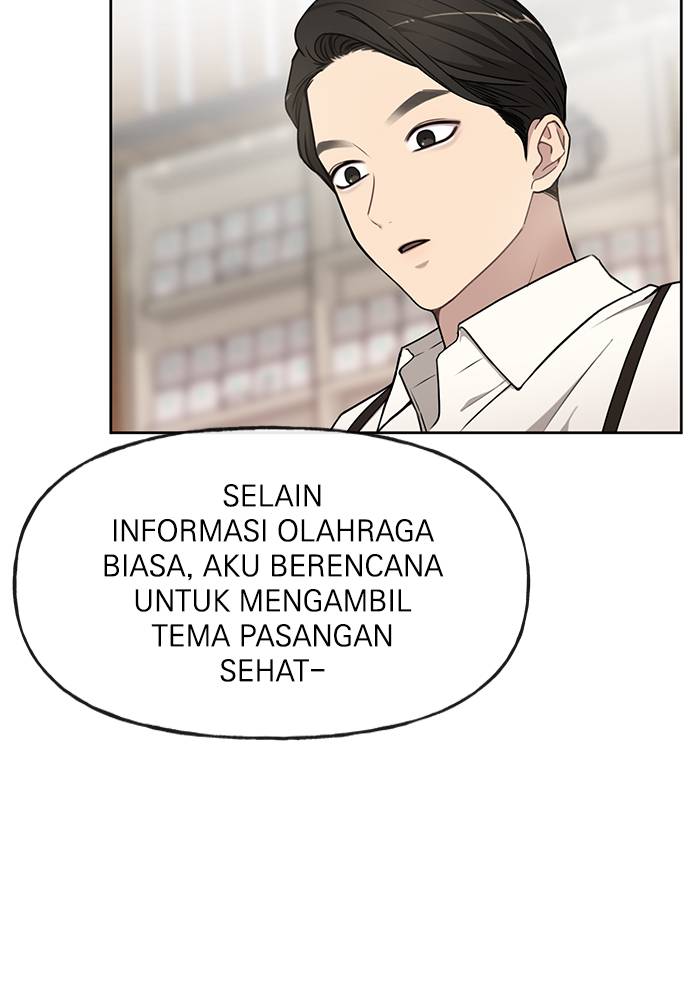 SELAIN
INFORMASI OLAHRAGA
BIASA, AKU BERENCANA
UNTUK MENGAMBIL
TEMA PASANGAN
SEHAT-